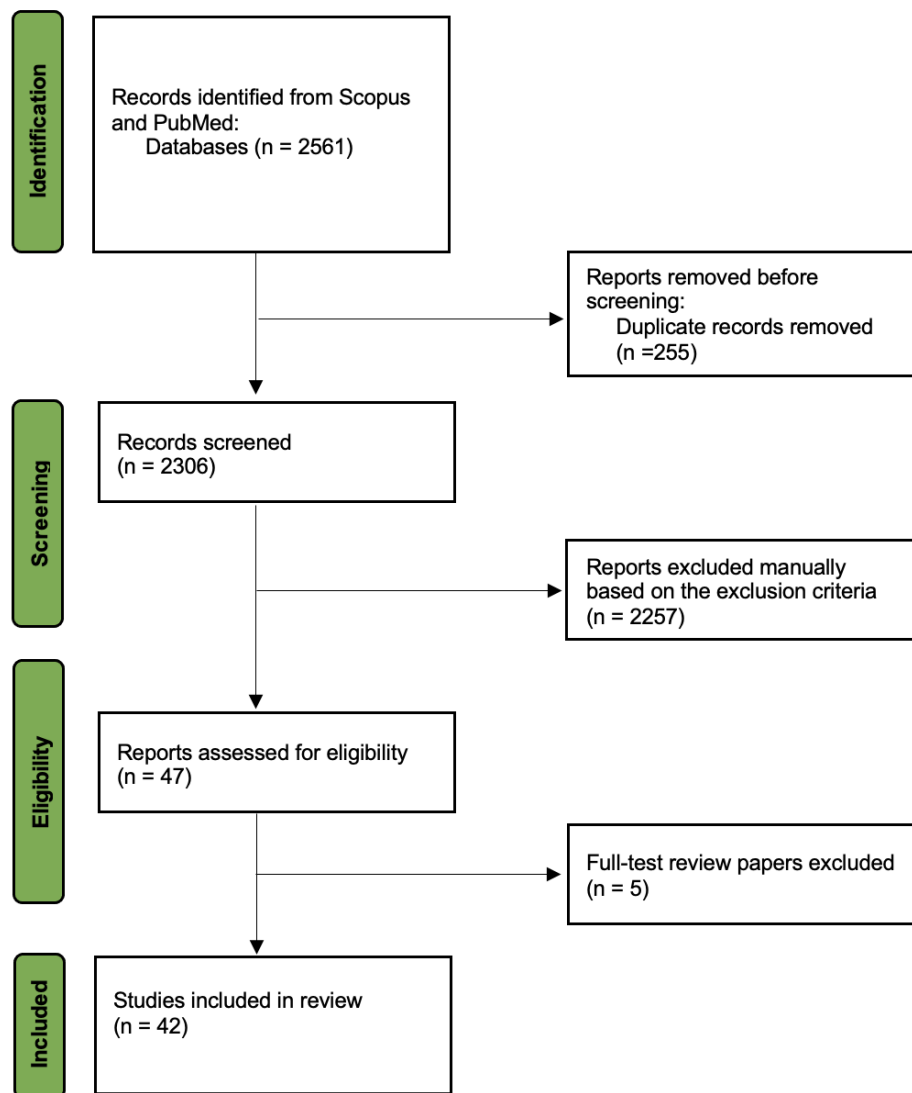 Identification
Records identified from Scopus
and PubMed:
Databases (n = 2561)
Reports removed before
screening:
Duplicate records removed
(n =255)
Screening
Records screened
(n = 2306)
Reports excluded manually
based on the exclusion criteria
(n = 2257)
Eligibility
Reports assessed for eligibility
(n = 47)
Full-test review papers excluded
(n = 5)
Included
Studies included in review
(n = 42)